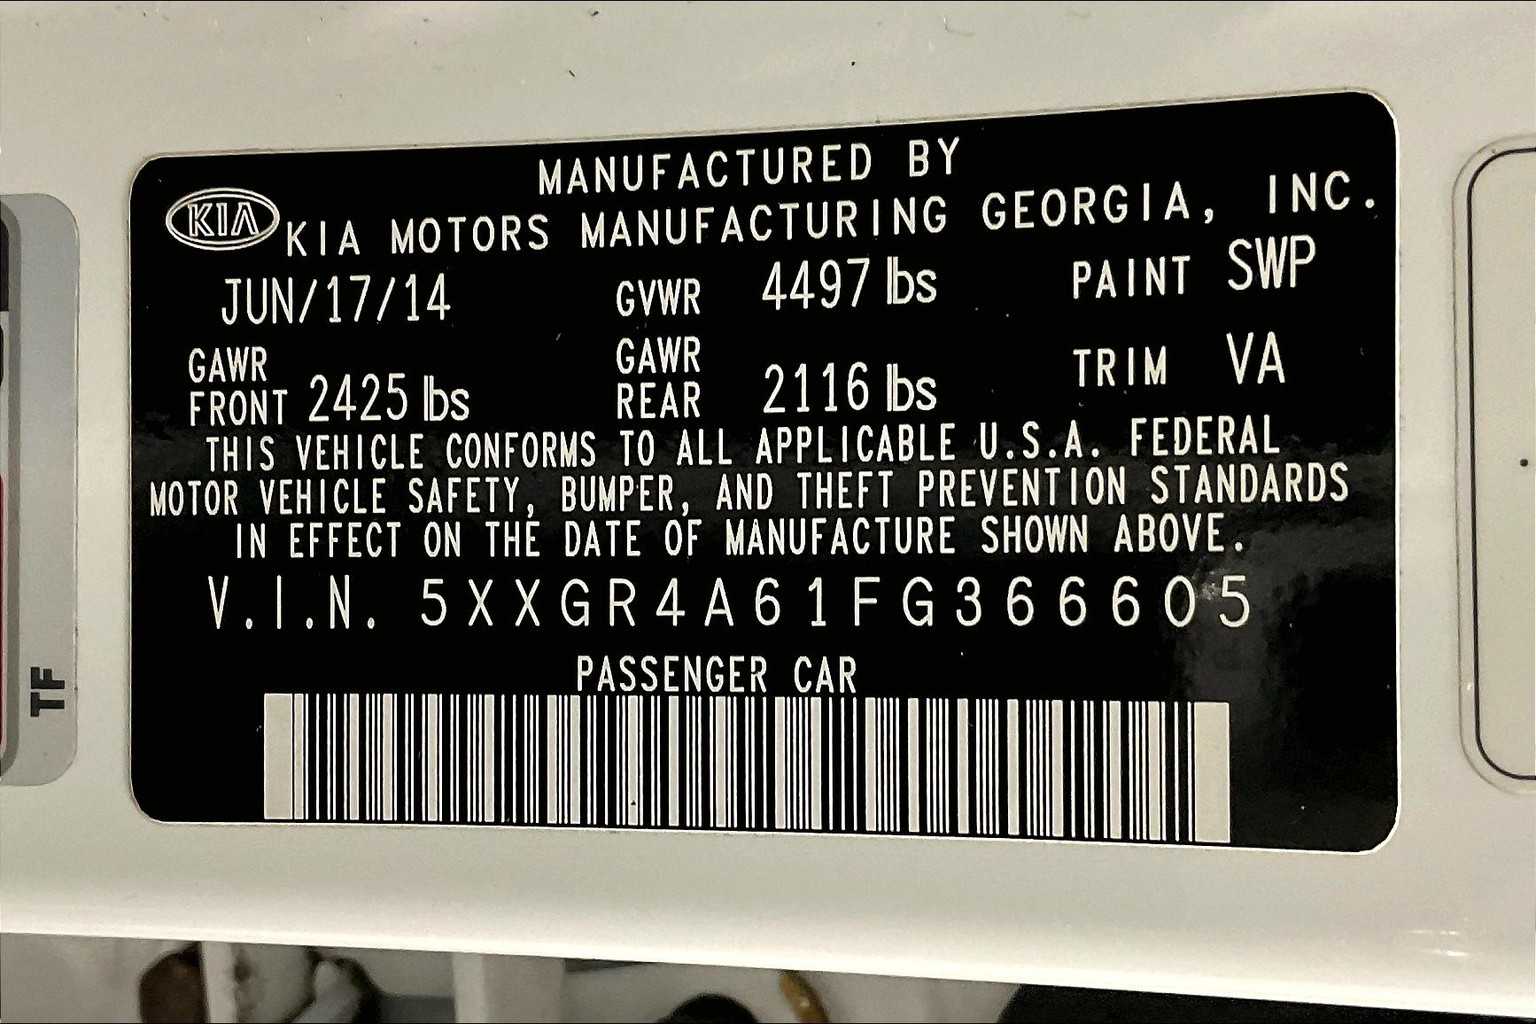 MANUFACTURED BY
KIA KIA MOTORS MANUFACTURING GEORGIA, INC.
JUN/17/14 GVWR 4497 lbs PAINT SWP
GAWR FRONT 2425 lbs GAWR REAR 2116 lbs TRIM VA
THIS VEHICLE CONFORMS TO ALL APPLICABLE U.S.A. FEDERAL
MOTOR VEHICLE SAFETY, BUMPER, AND THEFT PREVENTION STANDARDS
IN EFFECT ON THE DATE OF MANUFACTURE SHOWN ABOVE.
V.I.N. 5XXGR4A61FG366605
PASSENGER CAR
TF